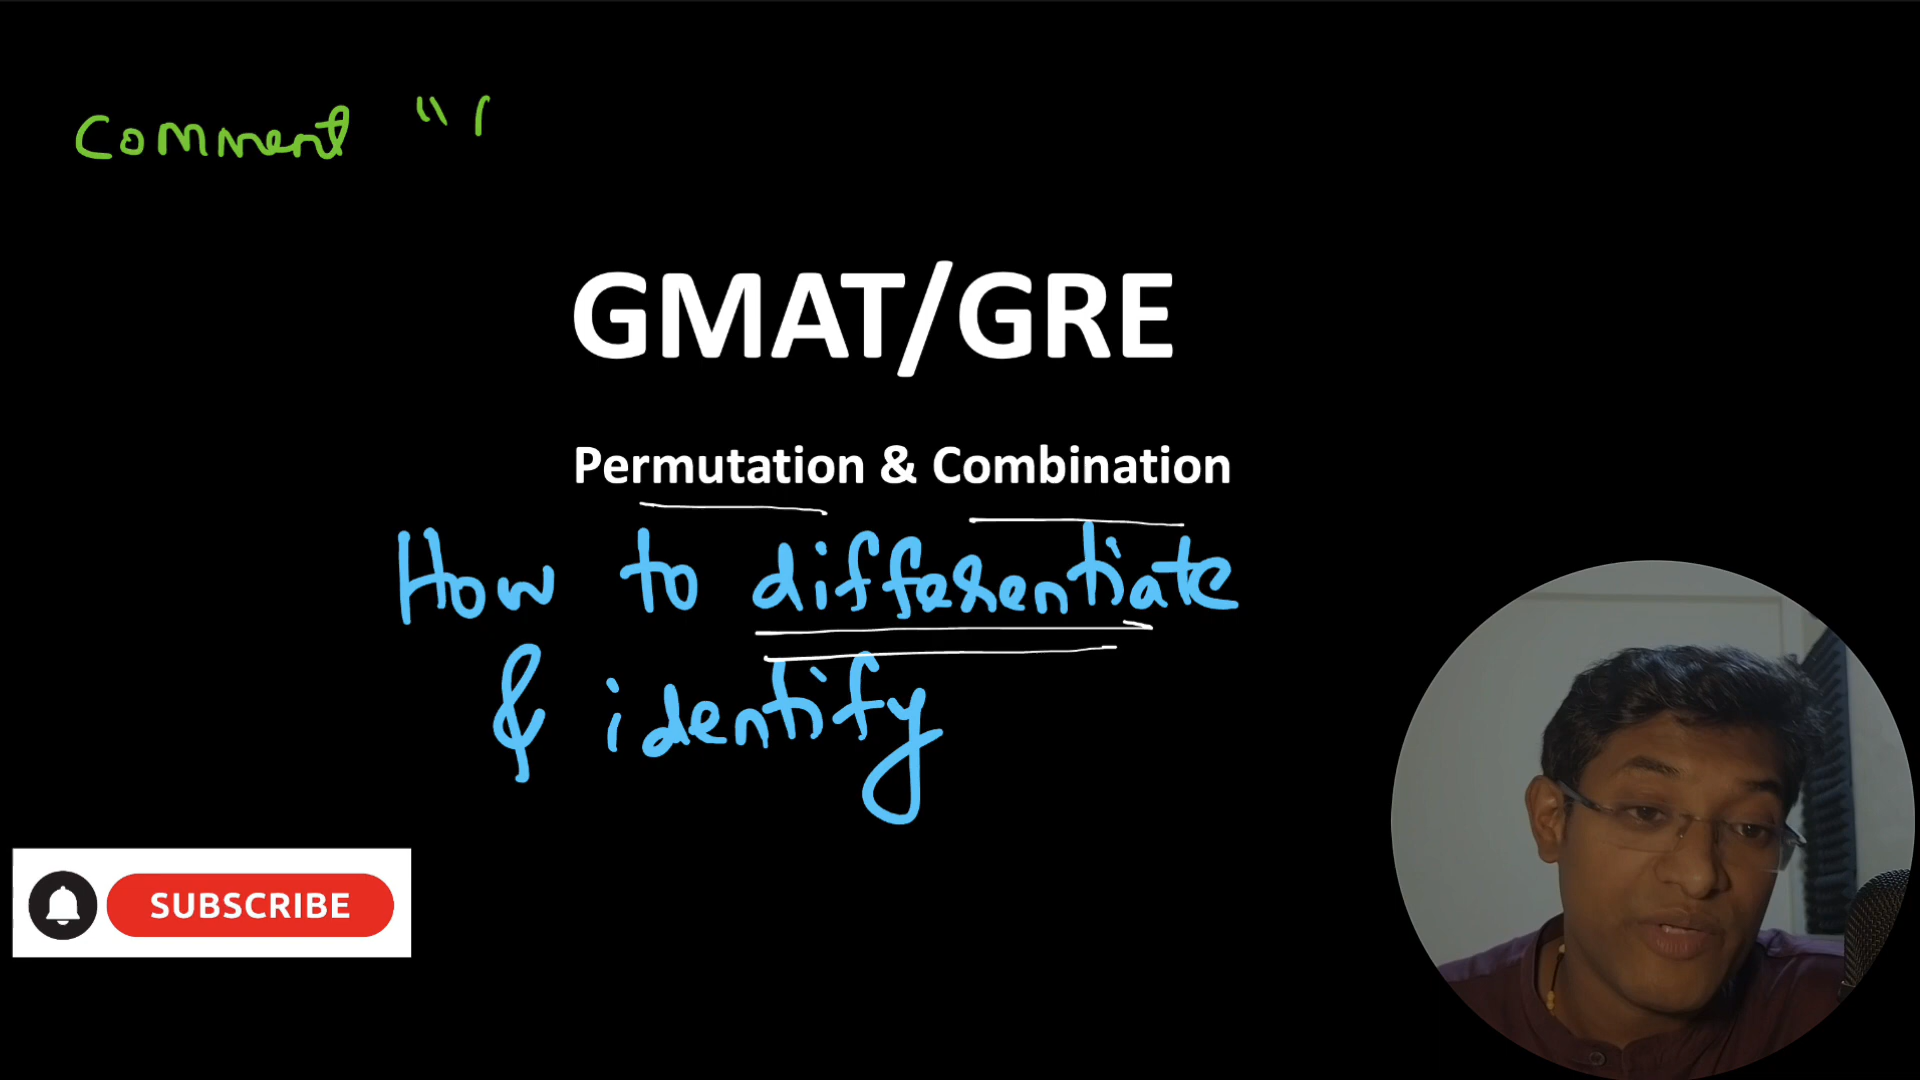 Comment "
GMAT/GRE
Permutation & Combination
How to differentiate
& identify
SUBSCRIBE